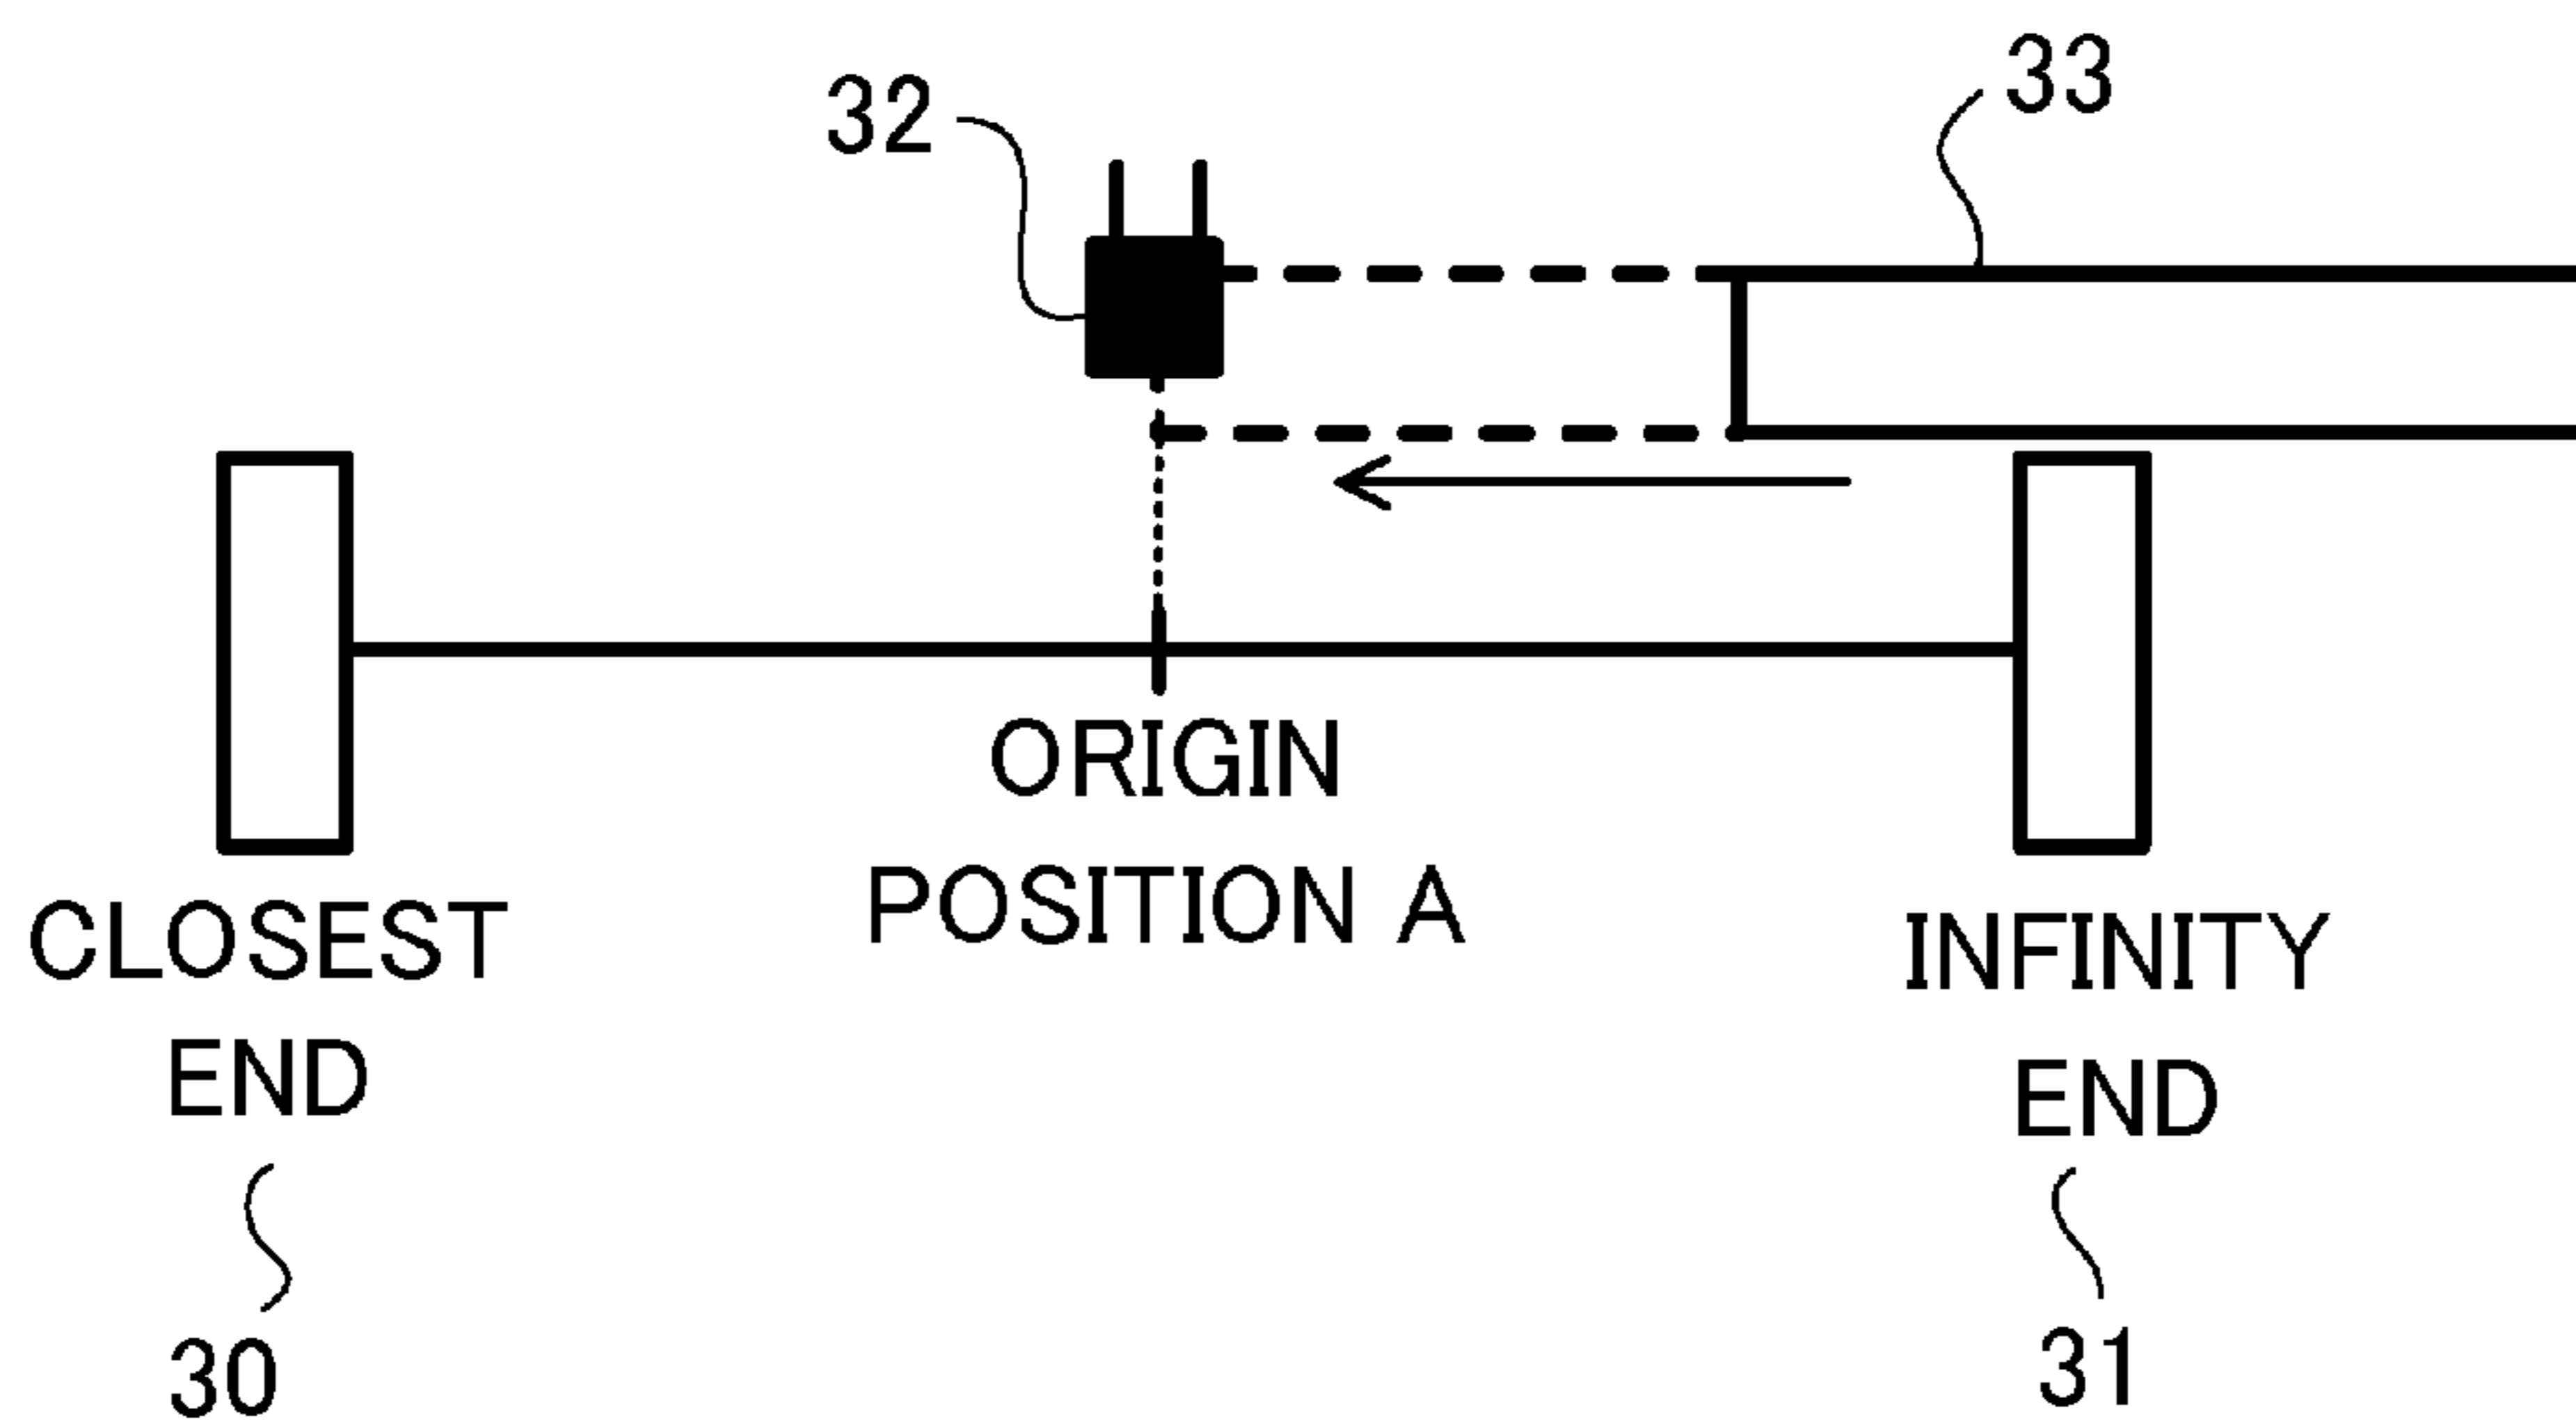 33
32
ORIGIN
POSITION A
CLOSEST
END
INFINITY
END
30
31